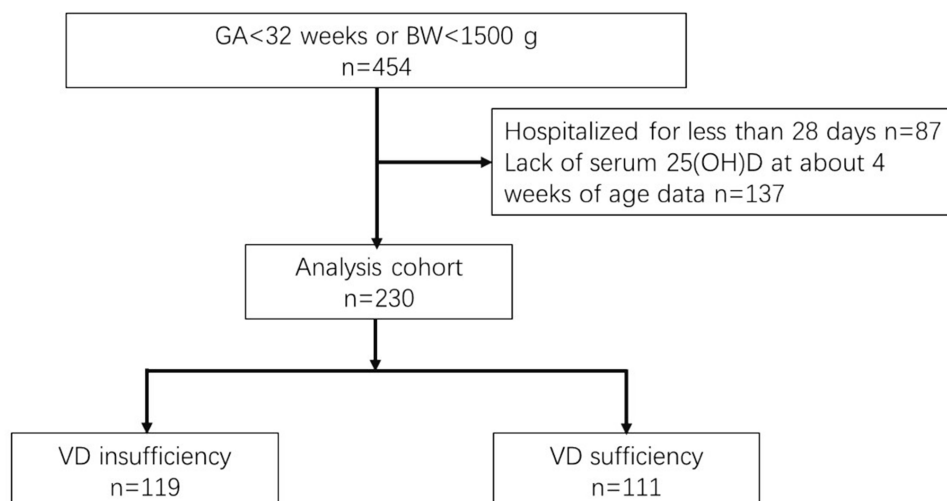 GA<32 weeks or BW<1500 g
n=454
Hospitalized for less than 28 days n=87
Lack of serum 25(OH)D at about 4
weeks of age data n=137
Analysis cohort
n=230
VD insufficiency
n=119
VD sufficiency
n=111